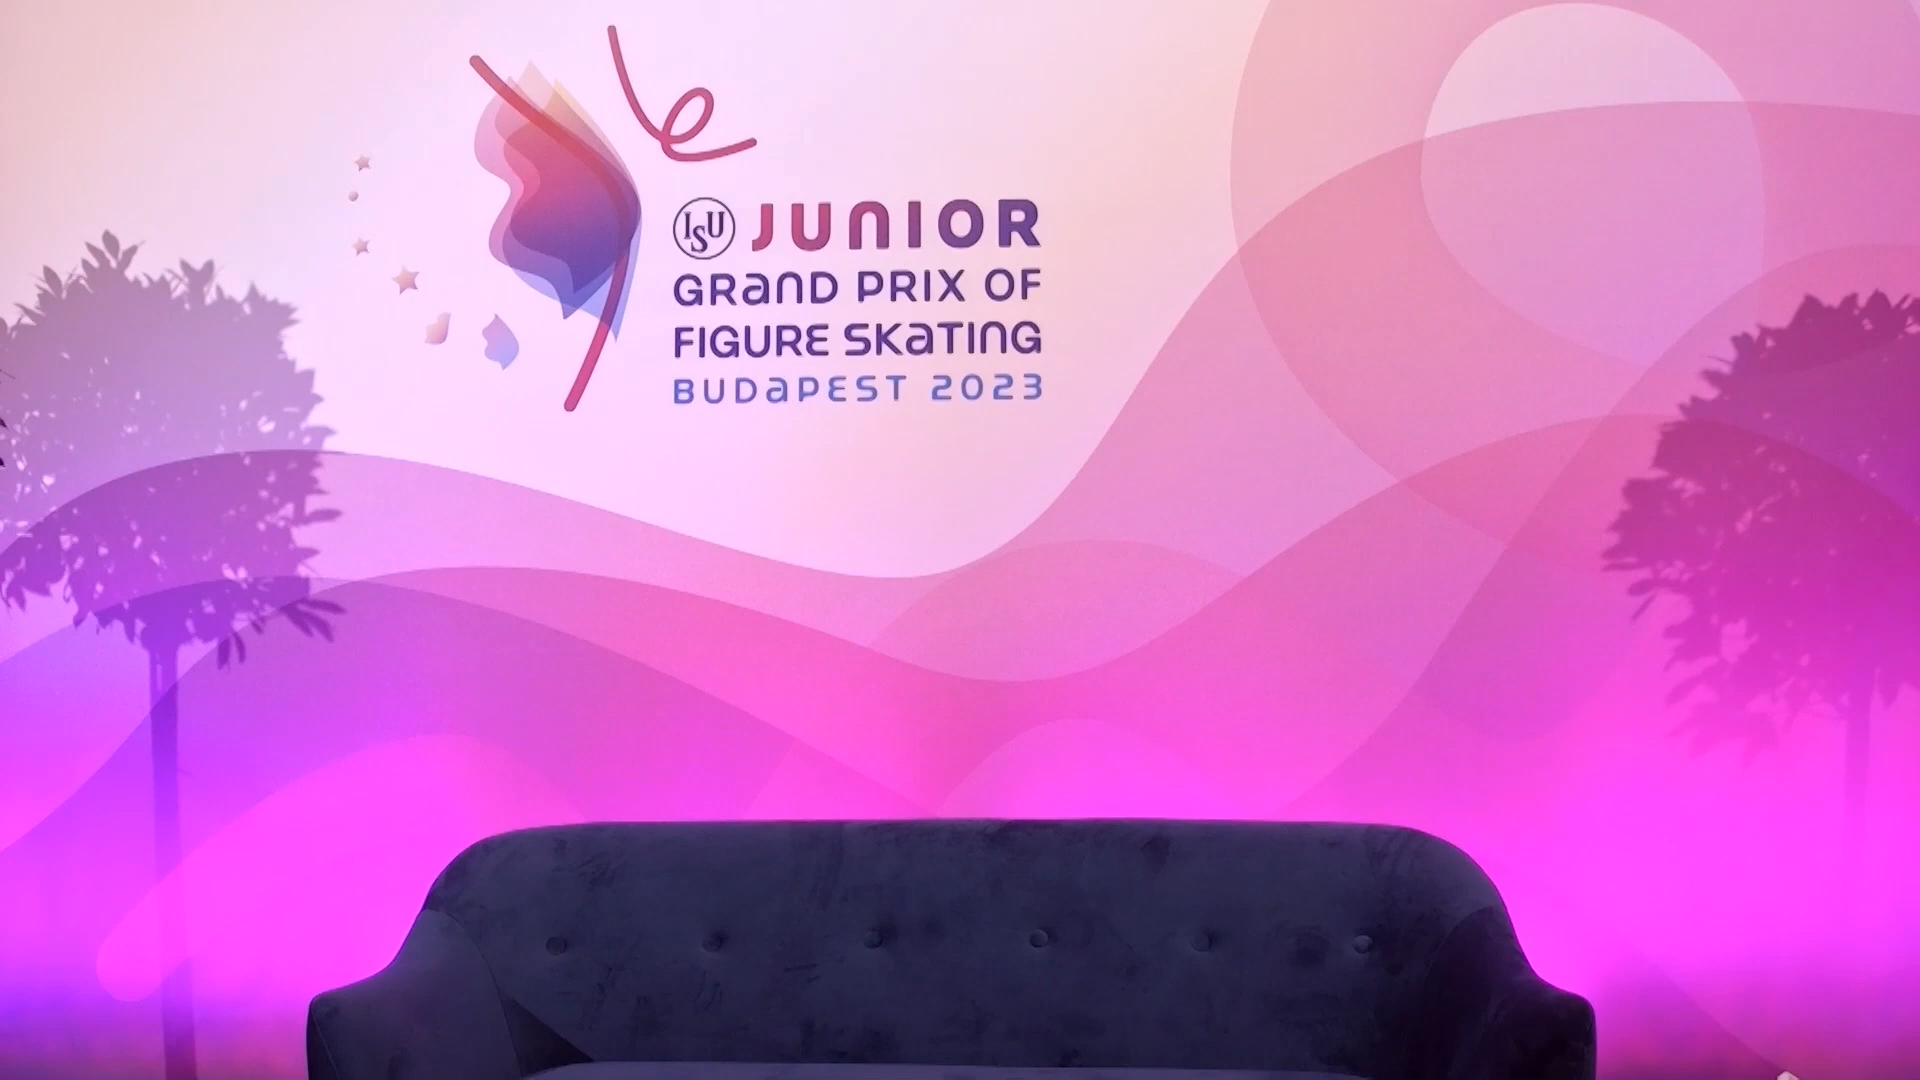 ISU JUNIOR
GRAND PRIX OF
FIGURE SKATING
BUDAPEST 2023